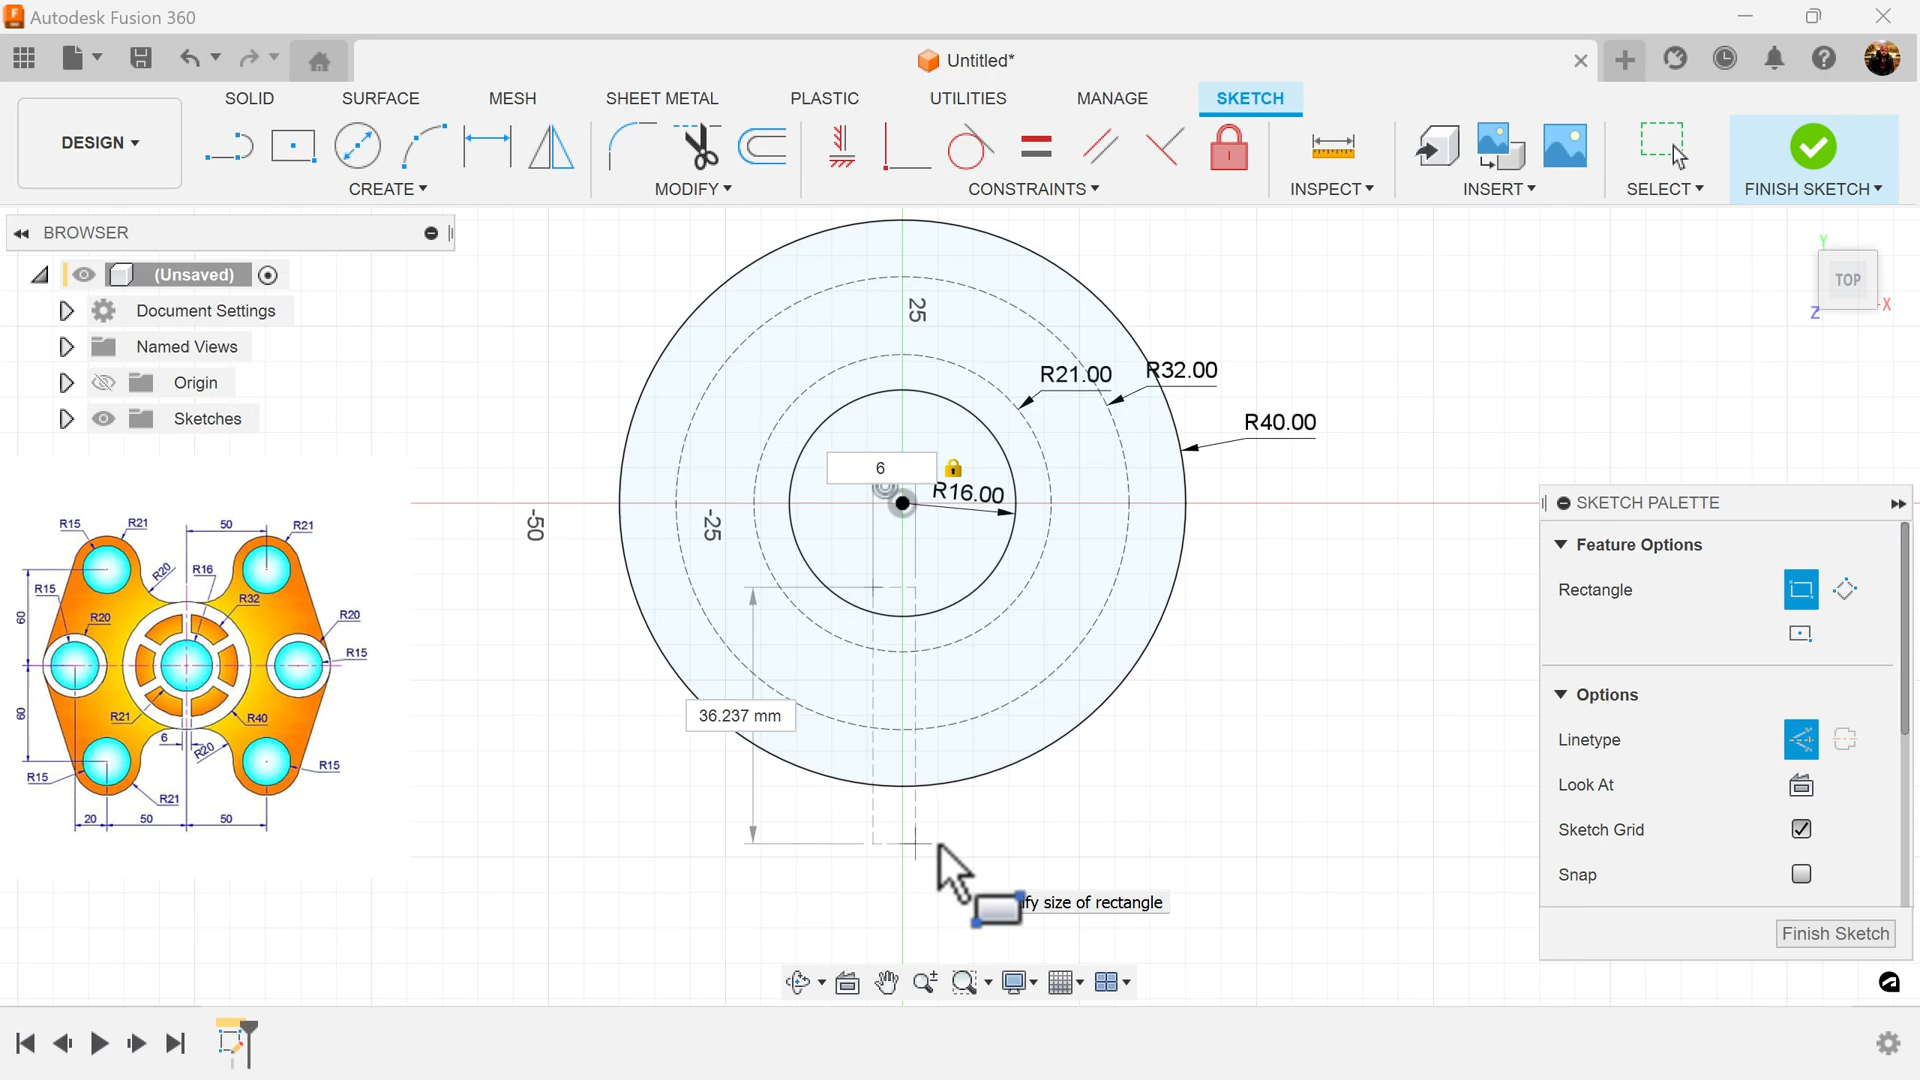 Autodesk Fusion 360
Untitled*
SOLID
SURFACE
MESH
SHEET METAL
PLASTIC
UTILITIES
MANAGE
SKETCH
DESIGN
CREATE
MODIFY
CONSTRAINTS
INSPECT
INSERT
SELECT
FINISH SKETCH
BROWSER
(Unsaved)
Document Settings
Named Views
Origin
Sketches
Y
TOP
X
Z
25
R21.00
R32.00
R40.00
6
R16.00
-50
-25
36.237 mm
ify size of rectangle
R15
R21
50
R21
R20
R16
R15
R32
60
R20
R20
R15
60
R21
R40
6
R20
R15
R15
R21
20
50
50
SKETCH PALETTE
Feature Options
Rectangle
Options
Linetype
Look At
Sketch Grid
Snap
Finish Sketch